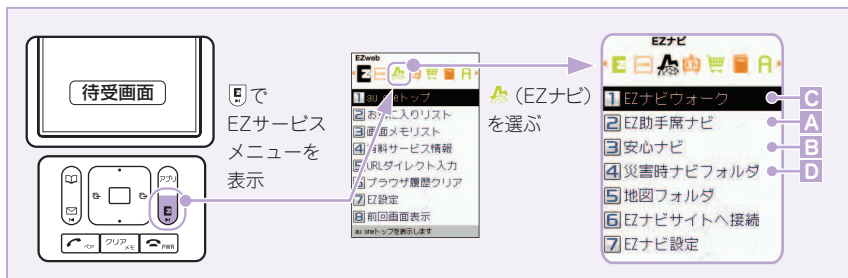 待受画面
アプリ
クリア
メモ
ペア
PWR
で
EZサービス
メニューを
表示
EZweb
1 au oneトップ
2 お気に入りリスト
3 画面メモリスト
4 有料サービス情報
5 URLダイレクト入力
6 ブラウザ履歴クリア
7 EZ設定
8 前回画面表示
au oneトップを表示します
(EZナビ)
を選ぶ
EZナビ
1 EZナビウォーク
2 EZ助手席ナビ
3 安心ナビ
4 災害時ナビフォルダ
5 地図フォルダ
6 EZナビサイトへ接続
7 EZナビ設定
C
A
B
D